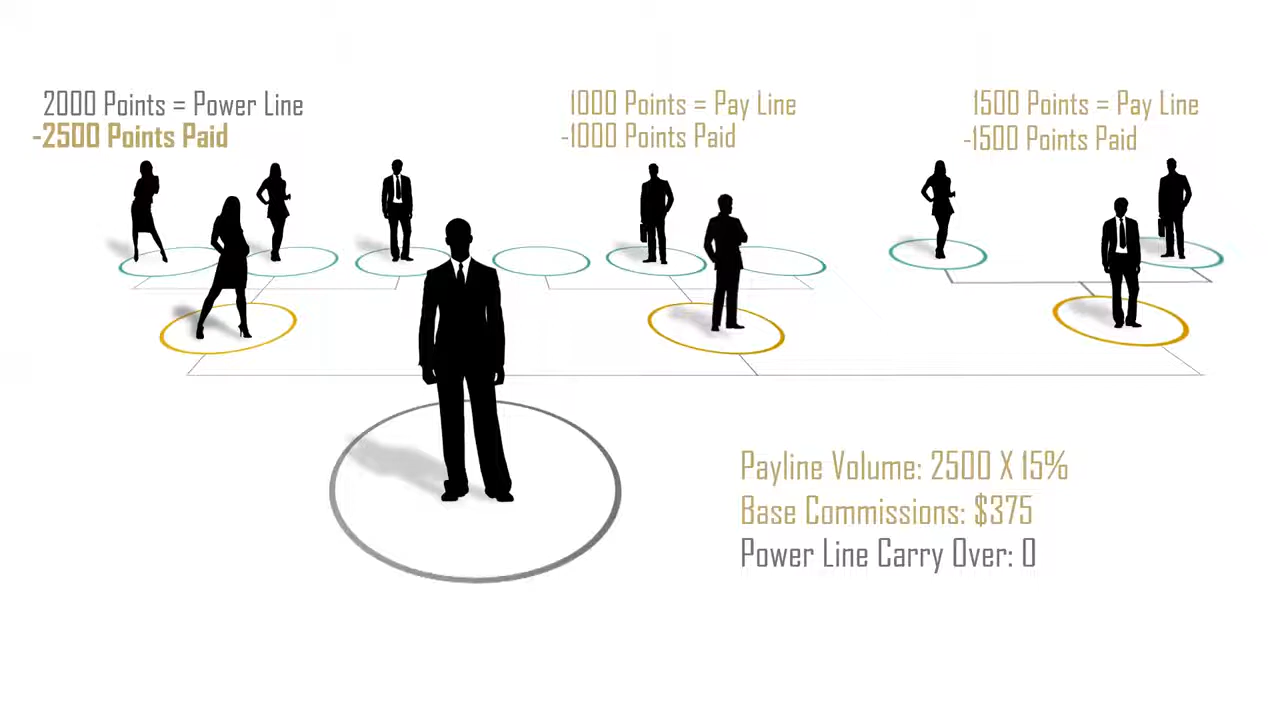 2000 Points = Power Line
-2500 Points Paid
1000 Points = Pay Line
-1000 Points Paid
1500 Points = Pay Line
-1500 Points Paid
Payline Volume: 2500 X 15%
Base Commissions: $375
Power Line Carry Over: 0